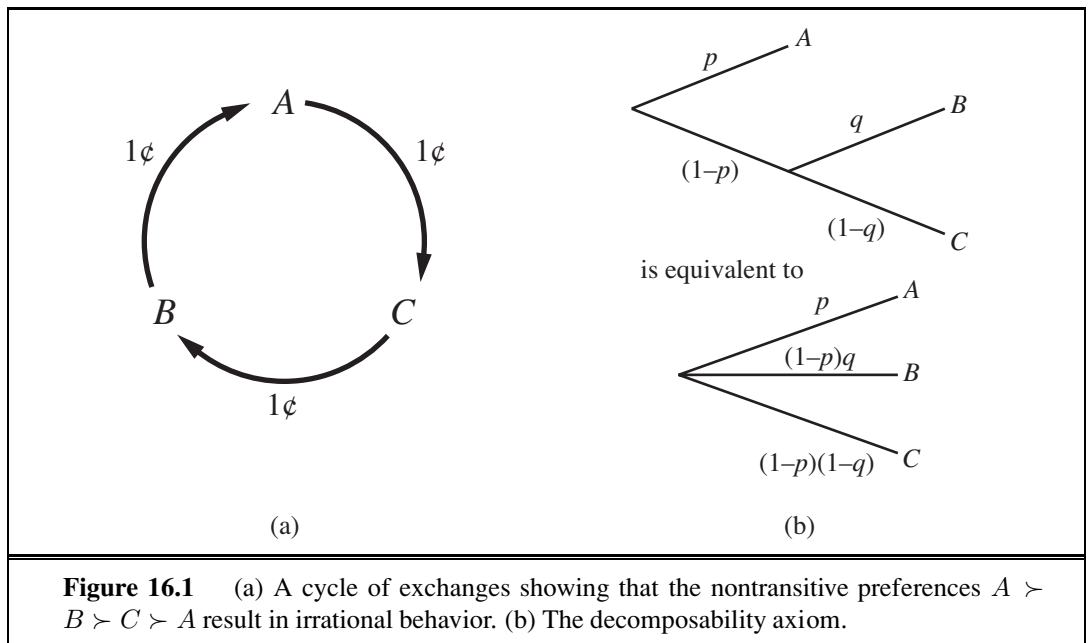 A
1¢
1¢
B
C
1¢
(a)
p
A
q
B
(1–p)
(1–q)
C
is equivalent to
p
A
(1–p)q
B
(1–p)(1–q)
C
(b)
Figure 16.1 (a) A cycle of exchanges showing that the nontransitive preferences A ≻
B ≻ C ≻ A result in irrational behavior. (b) The decomposability axiom.